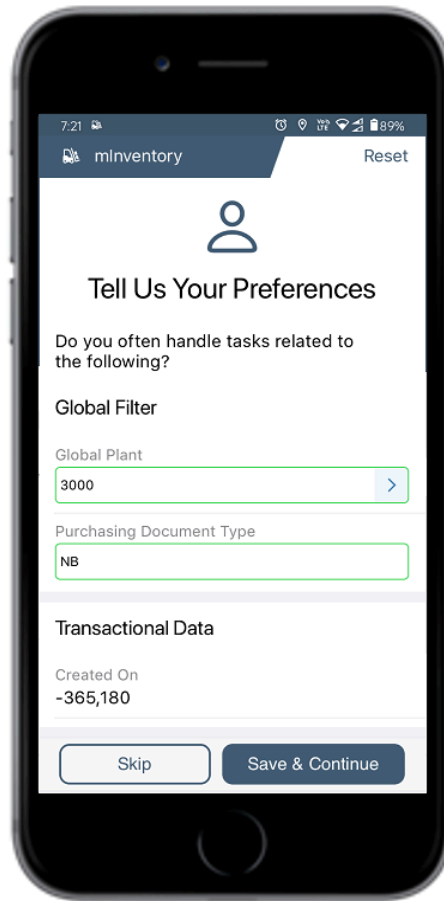 7:21 89%
mInventory Reset
Tell Us Your Preferences
Do you often handle tasks related to
the following?
Global Filter
Global Plant
3000
Purchasing Document Type
NB
Transactional Data
Created On
-365,180
Skip Save & Continue